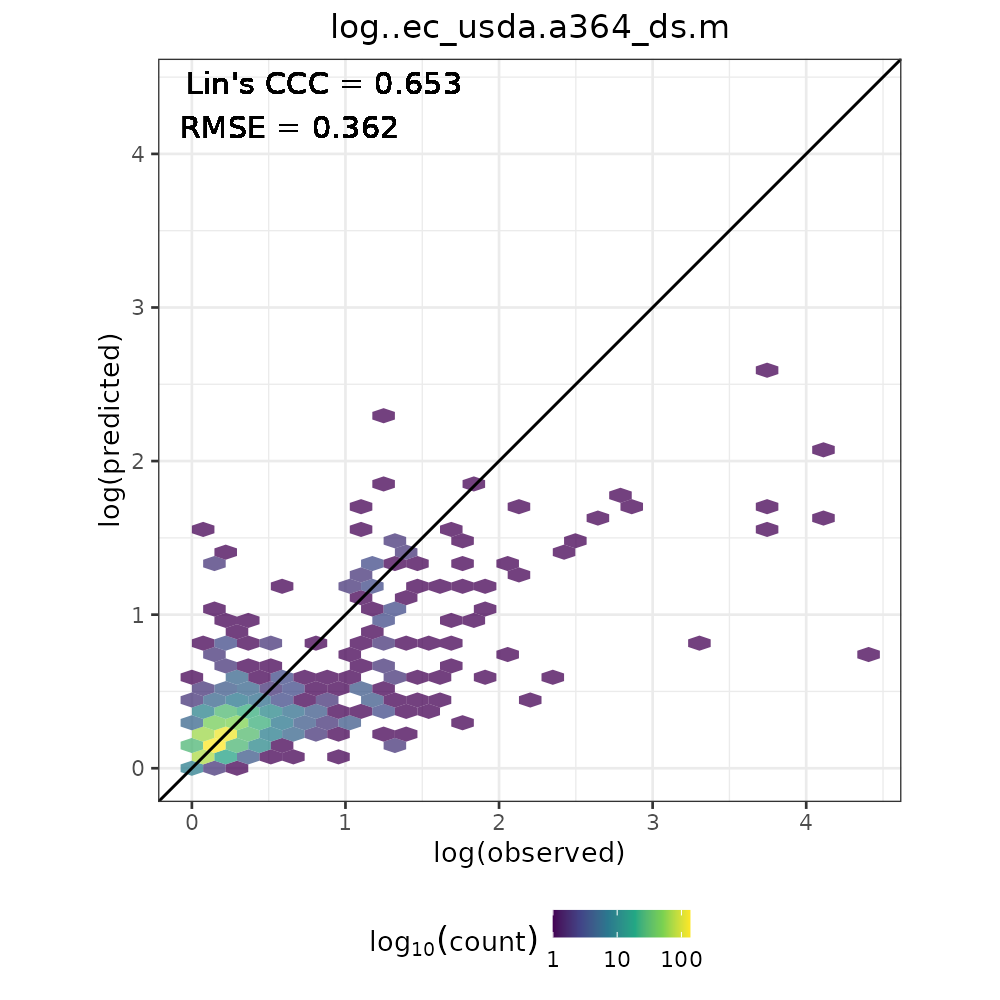 log..ec_usda.a364_ds.m
Lin's CCC = 0.653
RMSE = 0.362
4
3
2
1
0
log(predicted)
0 1 2 3 4
log(observed)
log10(count)
1 10 100